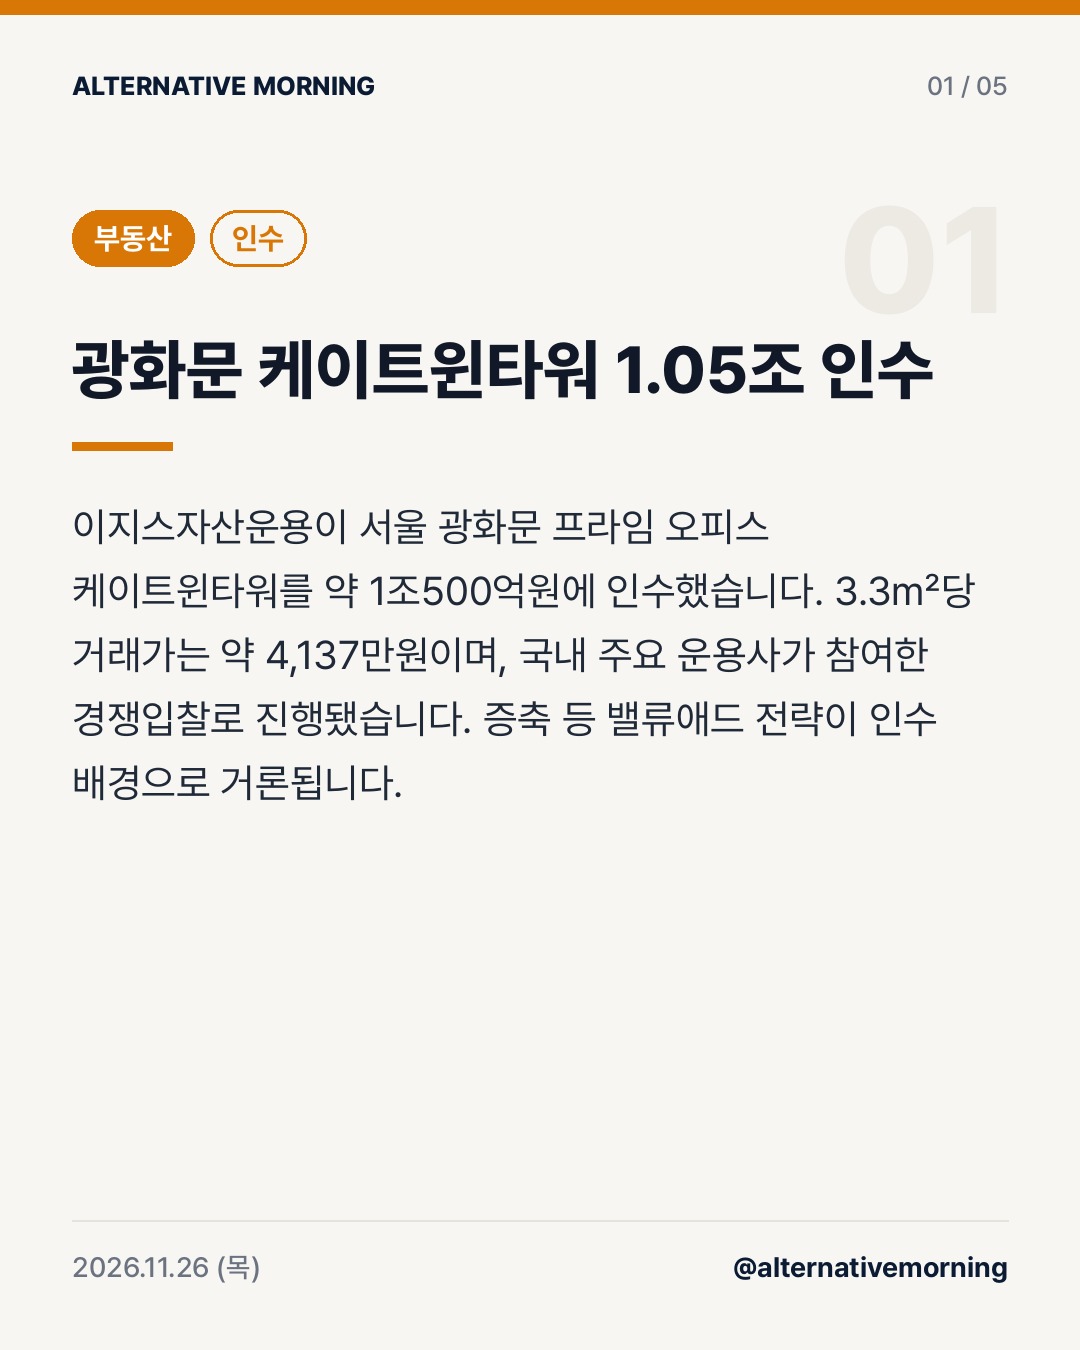 ALTERNATIVE MORNING
01 / 05
부동산
인수
01
광화문 케이트윈타워 1.05조 인수
이지스자산운용이 서울 광화문 프라임 오피스
케이트윈타워를 약 1조500억원에 인수했습니다. 3.3m²당
거래가는 약 4,137만원이며, 국내 주요 운용사가 참여한
경쟁입찰로 진행됐습니다. 증축 등 밸류애드 전략이 인수
배경으로 거론됩니다.
2026.11.26 (목)
@alternativemorning